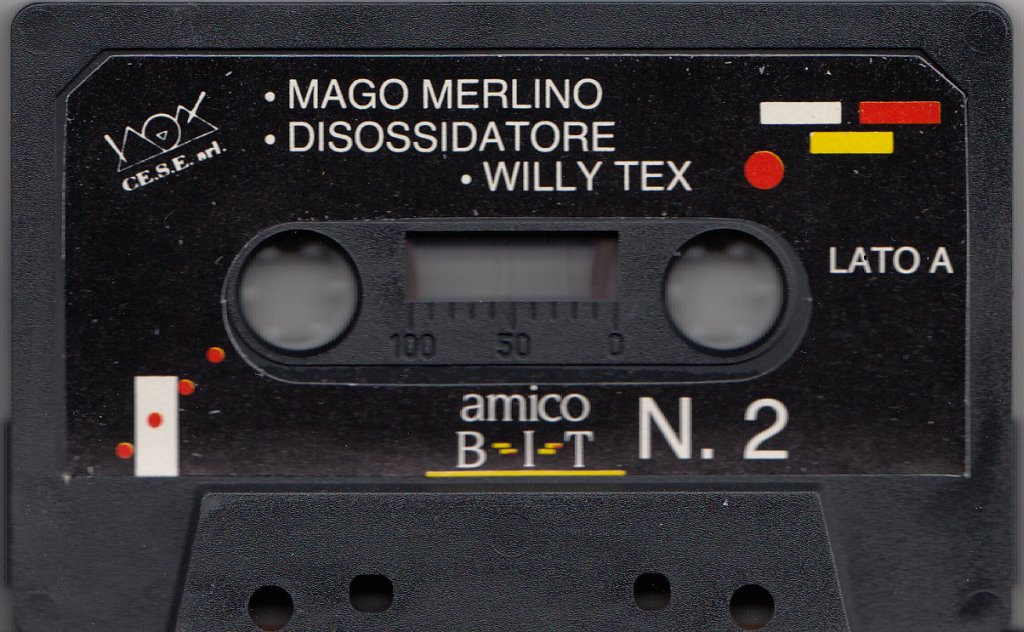 • MAGO MERLINO
• DISOSSIDATORE
• WILLY TEX
CE.S.E. srl.
LATO A
100 50 0
amico
B-I-T
N. 2